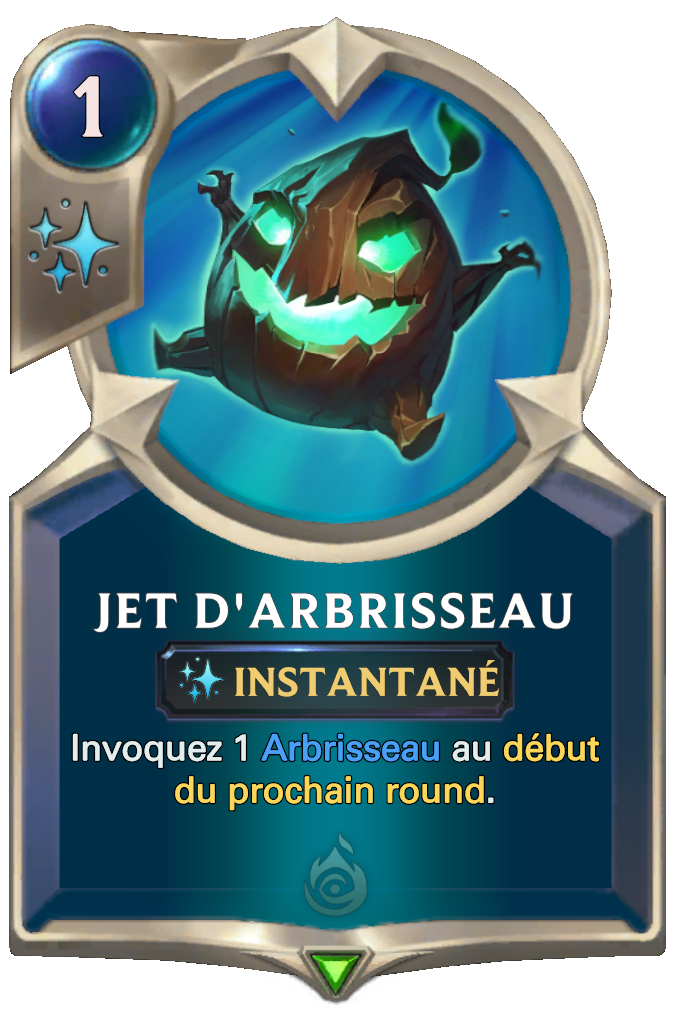 1
JET D'ARBRISSEAU
INSTANTANÉ
Invoquez 1 Arbrisseau au début
du prochain round.